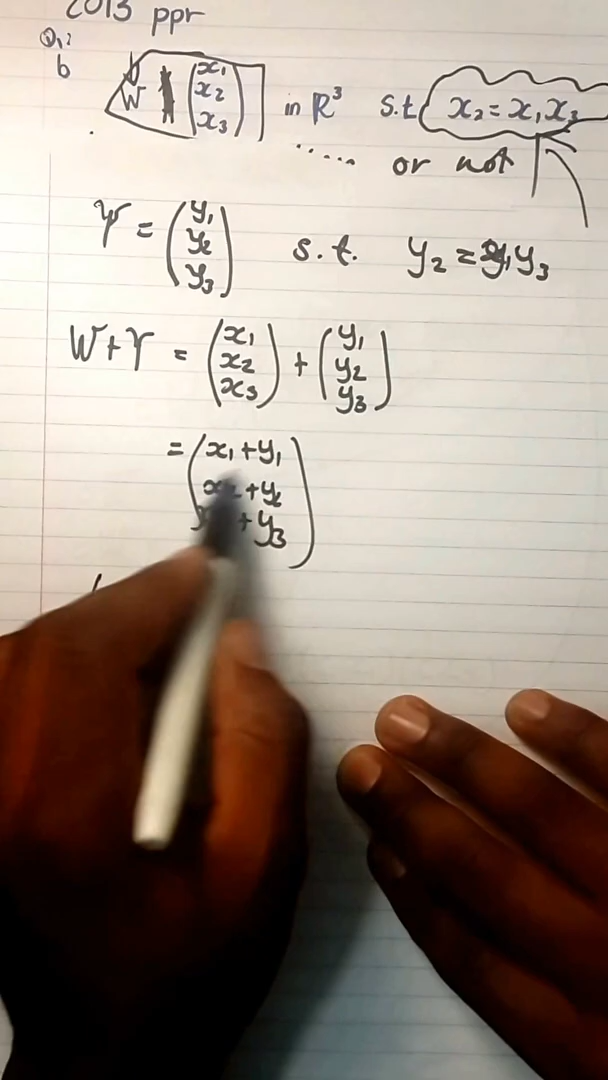 2013 ppr
Q1:
b
W (x1 x2 x3) in ℝ³ s.t x2 = x1x3
..... or not
Y = (y1 y2 y3) s.t. y2 = y1y3
W+Y = (x1 x2 x3) + (y1 y2 y3)
= (x1+y1
+y2
+y3)